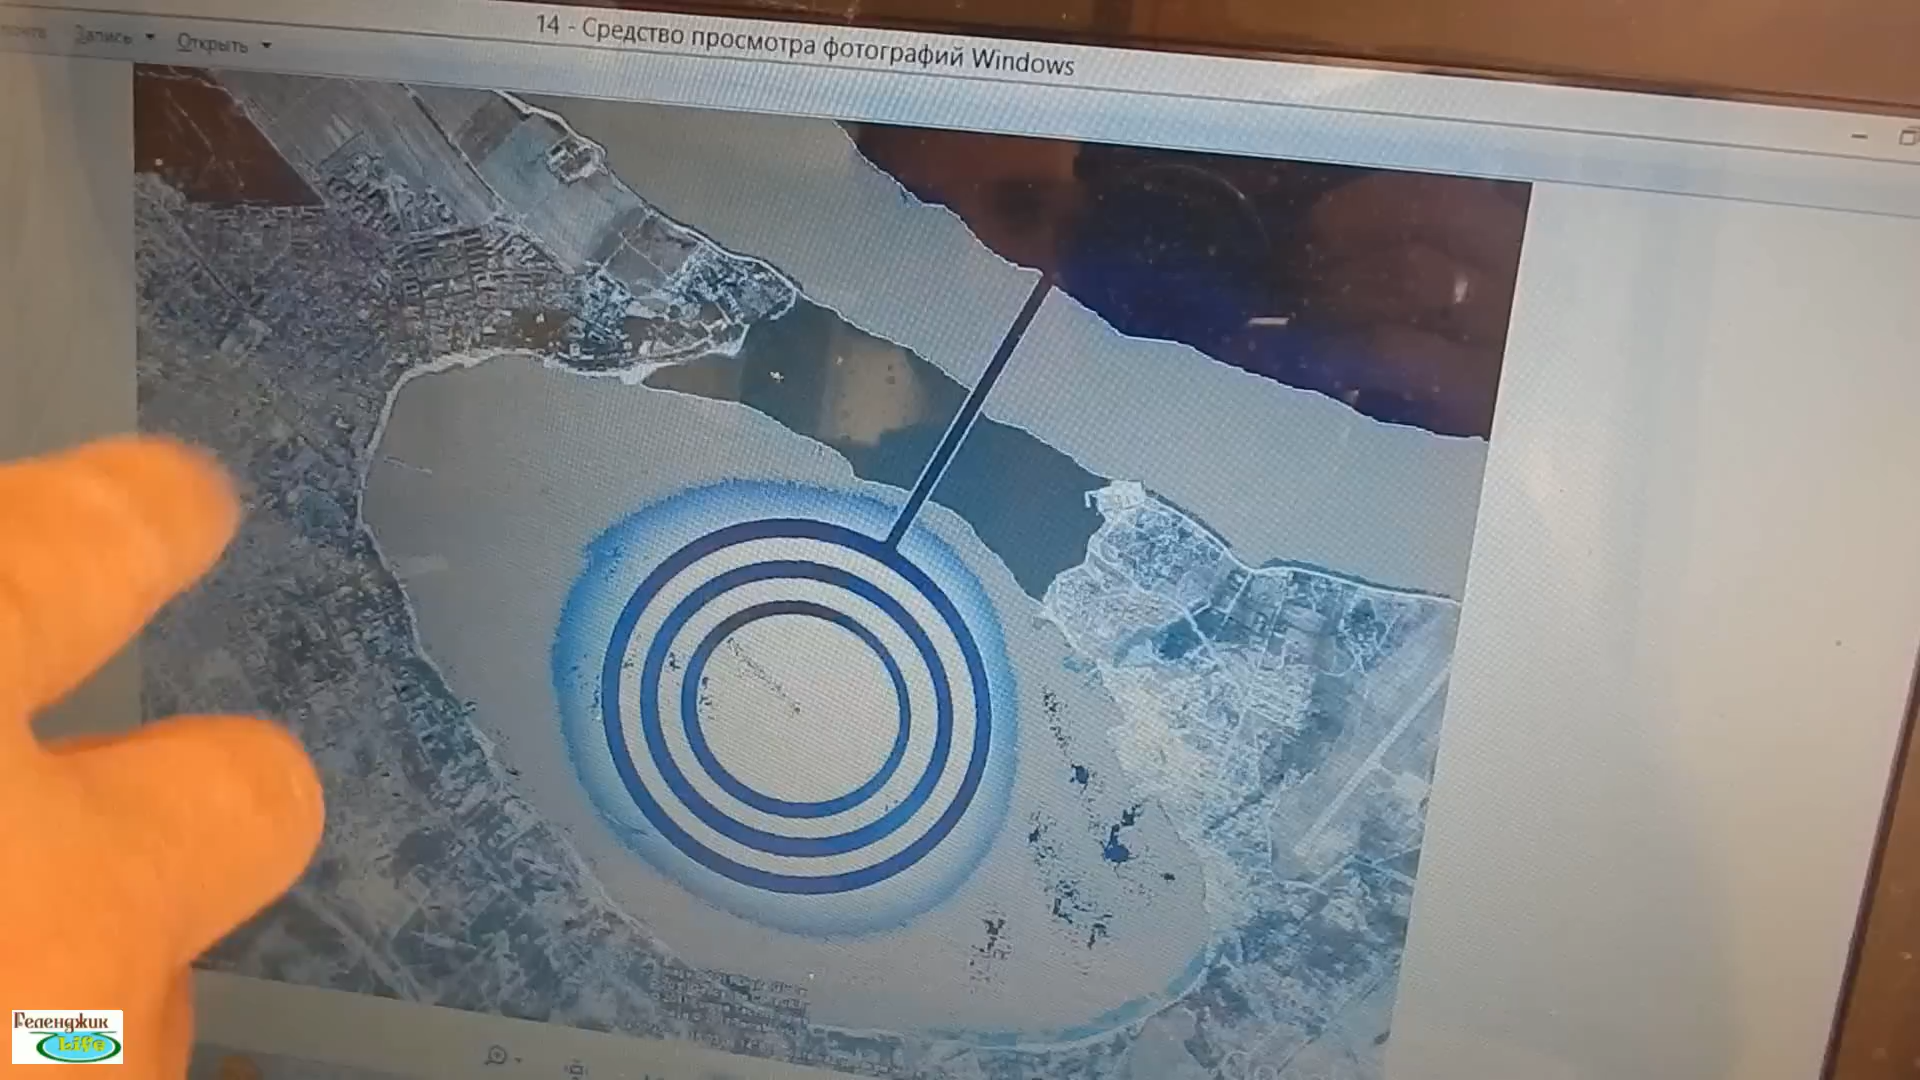 14 - Средство просмотра фотографий Windows
Запись
Открыть
Геленджик
Life